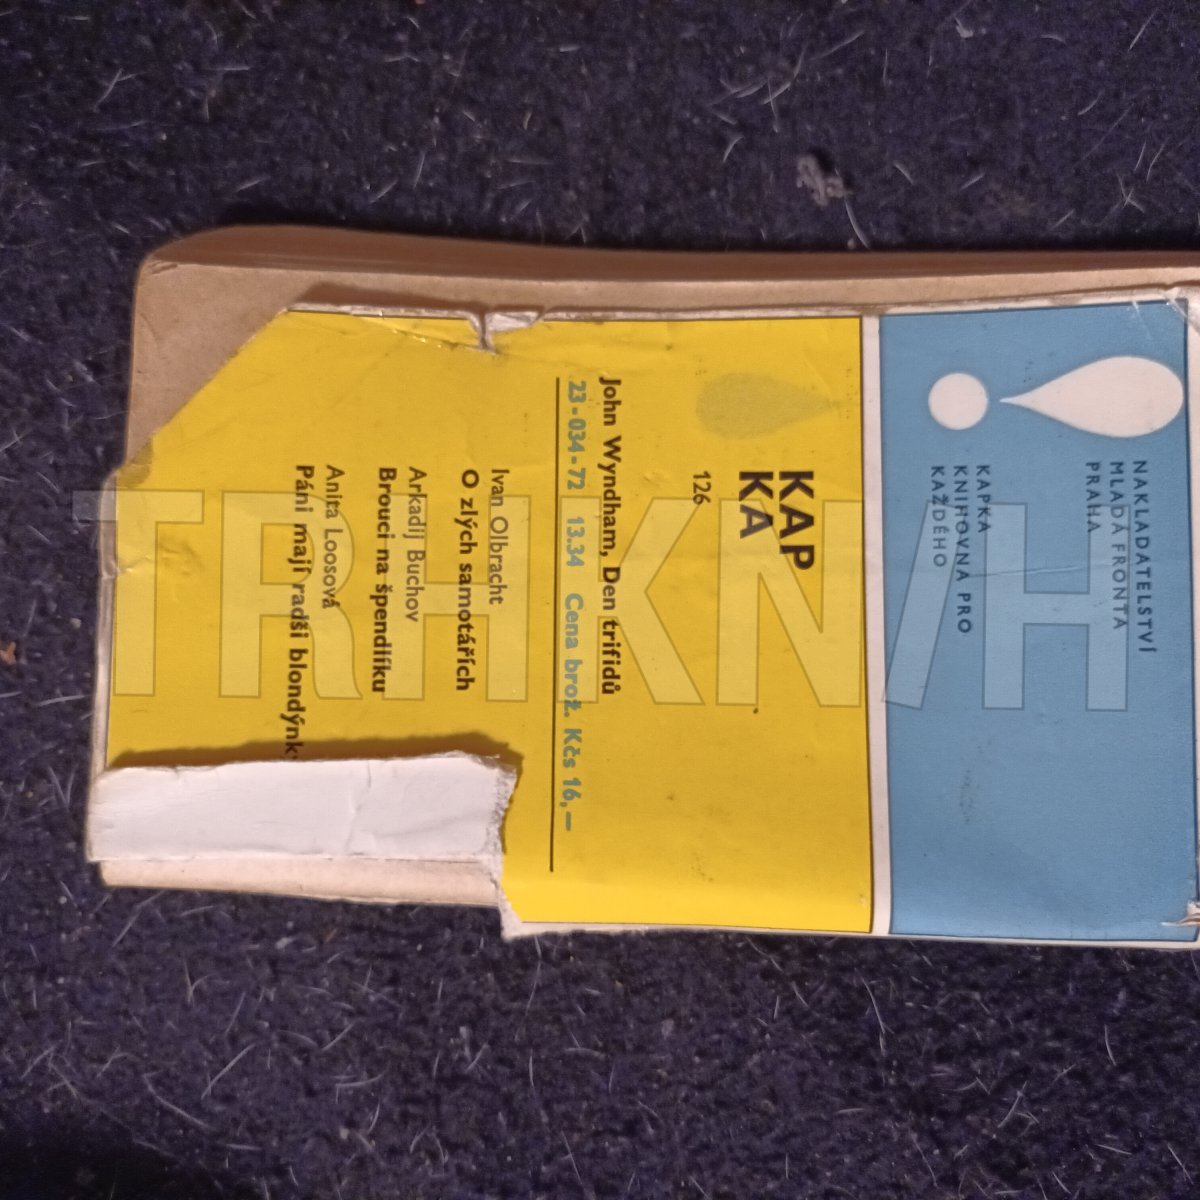 NAKLADATELSTVÍ
MLADÁ FRONTA
PRAHA
KAPKA
KNIHOVNA PRO
KAŽDÉHO
KAP
KA
126
John Wyndham, Den trifidů
23-034-72 13.34 Cena brož. Kčs 16,—
Ivan Olbracht
O zlých samotářích
Arkadij Buchov
Brouci na špendlíku
Anita Loosová
Páni mají radši
TRHKNIH